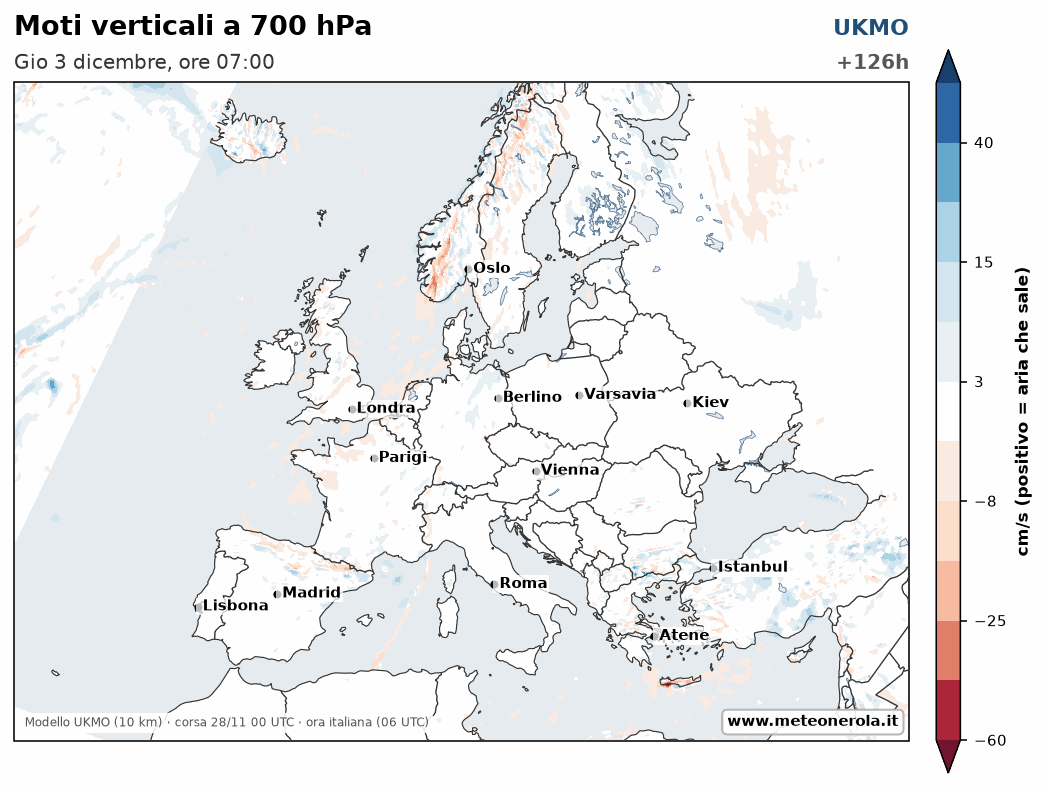 Moti verticali a 700 hPa
UKMO
Gio 3 dicembre, ore 07:00
+126h
40
15
3
−8
−25
−60
cm/s (positivo = aria che sale)
Oslo
Berlino
Varsavia
Kiev
Londra
Parigi
Vienna
Istanbul
Roma
Madrid
Lisbona
Atene
Modello UKMO (10 km) · corsa 28/11 00 UTC · ora italiana (06 UTC)
www.meteonerola.it